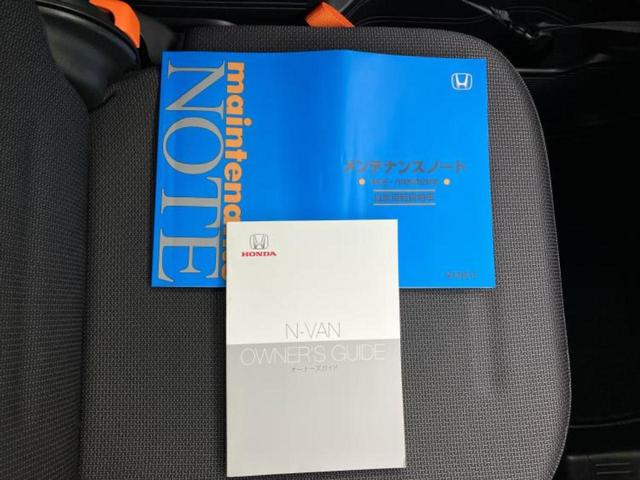 maintenance
NOTE
メンテナンスノート
HONDA
N-VAN
OWNER'S GUIDE
オーナーズガイド